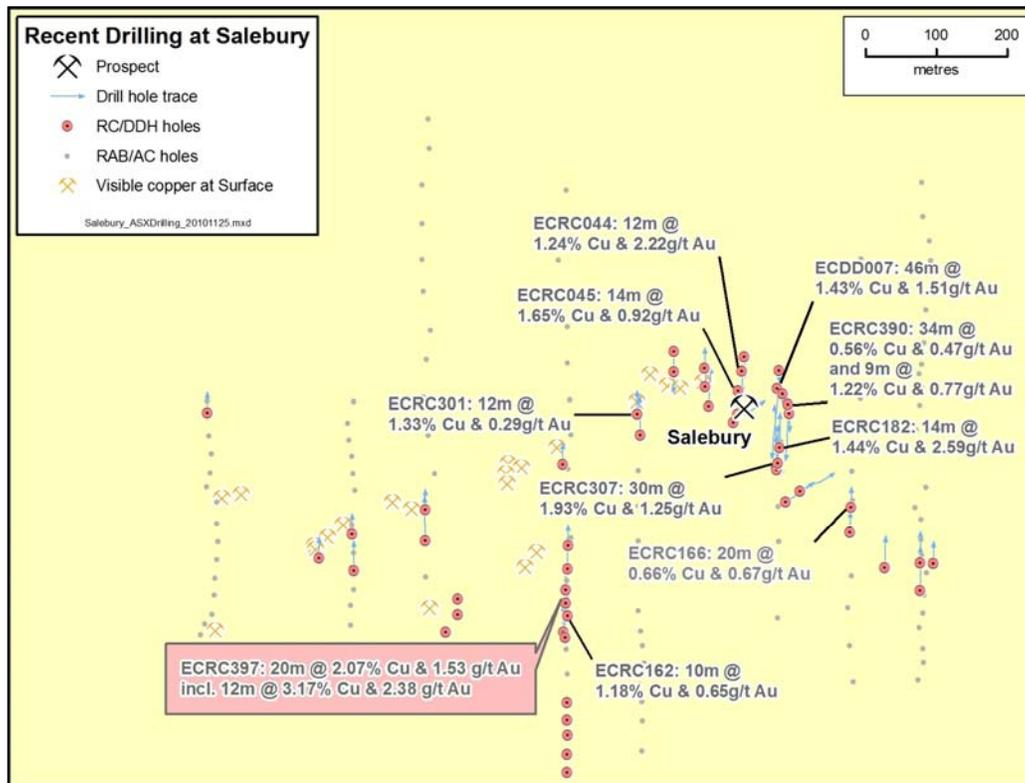 Recent Drilling at Salebury
Prospect
Drill hole trace
RC/DDH holes
RAB/AC holes
Visible copper at Surface
Salebury_ASXDrilling_20101125.mxd
0 100 200
metres
ECRC044: 12m @
1.24% Cu & 2.22g/t Au
ECDD007: 46m @
1.43% Cu & 1.51g/t Au
ECRC045: 14m @
1.65% Cu & 0.92g/t Au
ECRC390: 34m @
0.56% Cu & 0.47g/t Au
and 9m @
1.22% Cu & 0.77g/t Au
ECRC301: 12m @
1.33% Cu & 0.29g/t Au
Salebury
ECRC182: 14m @
1.44% Cu & 2.59g/t Au
ECRC307: 30m @
1.93% Cu & 1.25g/t Au
ECRC166: 20m @
0.66% Cu & 0.67g/t Au
ECRC397: 20m @ 2.07% Cu & 1.53 g/t Au
incl. 12m @ 3.17% Cu & 2.38 g/t Au
ECRC162: 10m @
1.18% Cu & 0.65g/t Au